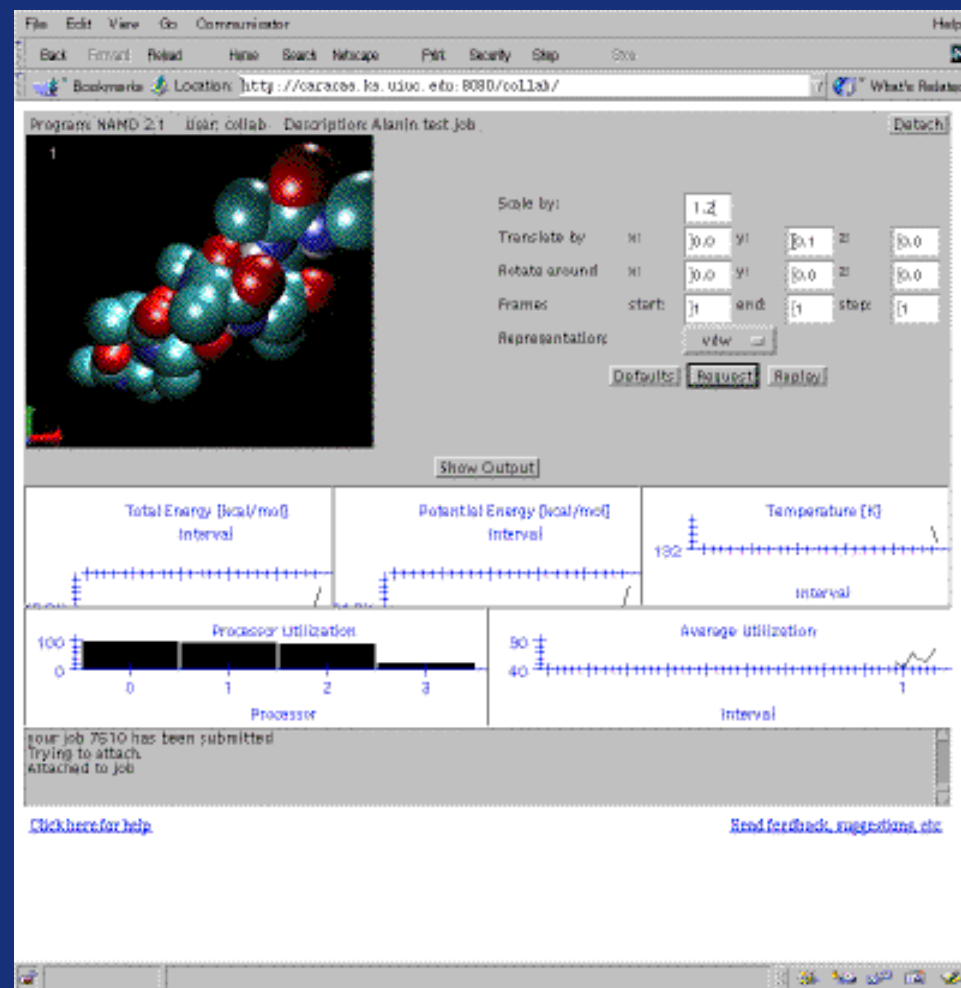 File Edit View Go Communicator Help
Back Forward Reload Home Search Netscape Print Security Shop Stop
Bookmarks Location: http://caracas.ks.uiuc.edu:8080/collab/ What's Related
Program: NAMD 2.1 User: collab Description: Alanin test job Detach
1
Scale by: 1.2
Translate by x: 0.0 y: 0.1 z: 0.0
Rotate around x: 0.0 y: 0.0 z: 0.0
Frames start: 1 end: 1 step: 1
Representation: vdw
Defaults Request Replay
Show Output
Total Energy [kcal/mol] Potential Energy [kcal/mol] Temperature [K]
Interval Interval
132
Interval
Processor Utilization Average Utilization
100 90
0 40
0 1 2 3 1
Processor Interval
your job 7610 has been submitted
Trying to attach.
Attached to job
Click here for help Send feedback, suggestions, etc